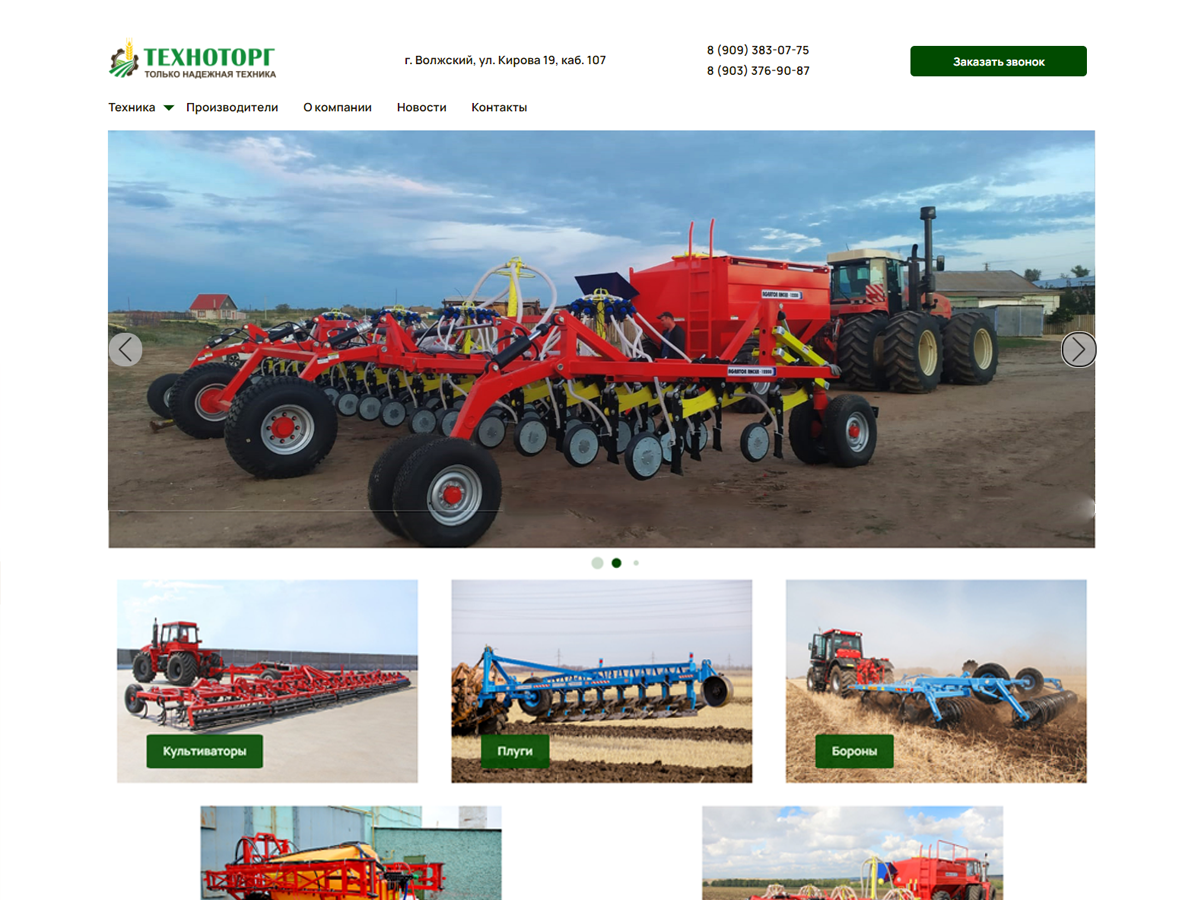 ТЕХНОТОРГ
ТОЛЬКО НАДЕЖНАЯ ТЕХНИКА
г. Волжский, ул. Кирова 19, каб. 107
8 (909) 383-07-75
8 (903) 376-90-87
Заказать звонок
Техника
Производители
О компании
Новости
Контакты
Культиваторы
Плуги
Бороны